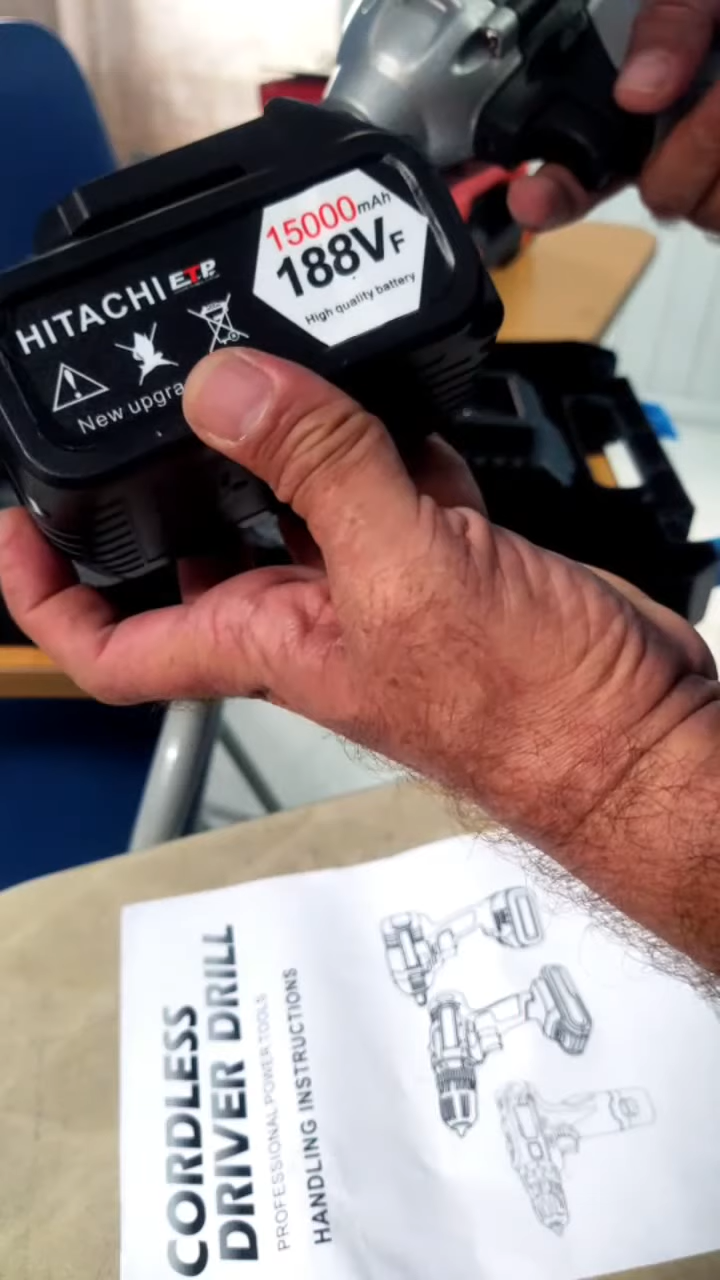 15000mAh
188VF
High quality battery
HITACHI ETP
New upgra
CORDLESS
DRIVER DRILL
PROFESSIONAL POWER TOOLS
HANDLING INSTRUCTIONS